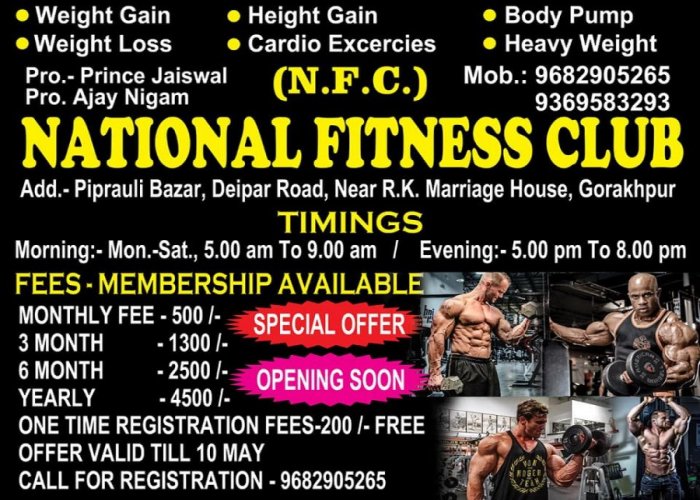 • Weight Gain • Height Gain • Body Pump
• Weight Loss • Cardio Excercies • Heavy Weight
Pro.- Prince Jaiswal (N.F.C.) Mob.: 9682905265
Pro. Ajay Nigam 9369583293
NATIONAL FITNESS CLUB
Add.- Piprauli Bazar, Deipar Road, Near R.K. Marriage House, Gorakhpur
TIMINGS
Morning:- Mon.-Sat., 5.00 am To 9.00 am / Evening:- 5.00 pm To 8.00 pm
FEES - MEMBERSHIP AVAILABLE
MONTHLY FEE - 500 /-
3 MONTH - 1300/-
6 MONTH - 2500/-
YEARLY - 4500/-
SPECIAL OFFER
OPENING SOON
ONE TIME REGISTRATION FEES-200 /- FREE
OFFER VALID TILL 10 MAY
CALL FOR REGISTRATION - 9682905265